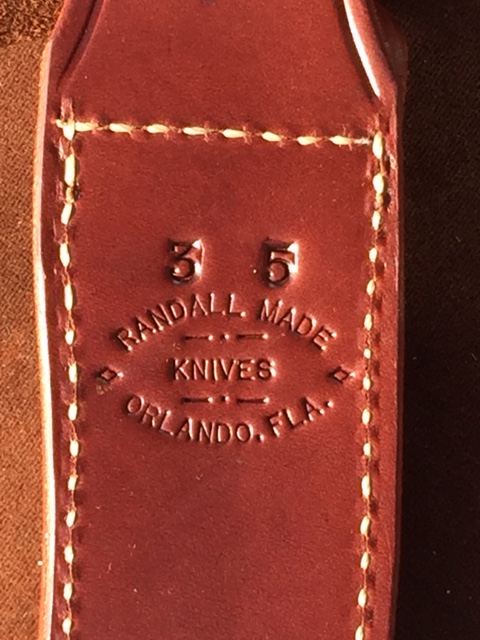 3 5
RANDALL MADE
KNIVES
ORLANDO, FLA.